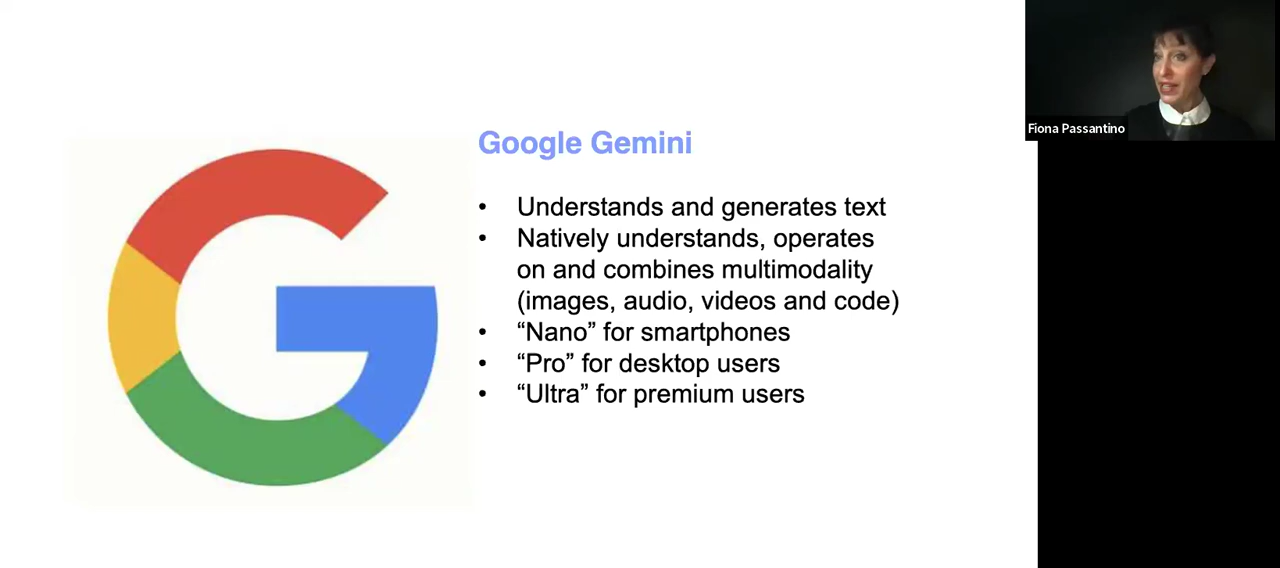 Google Gemini
• Understands and generates text
• Natively understands, operates
on and combines multimodality
(images, audio, videos and code)
• “Nano” for smartphones
• “Pro” for desktop users
• “Ultra” for premium users
Fiona Passantino